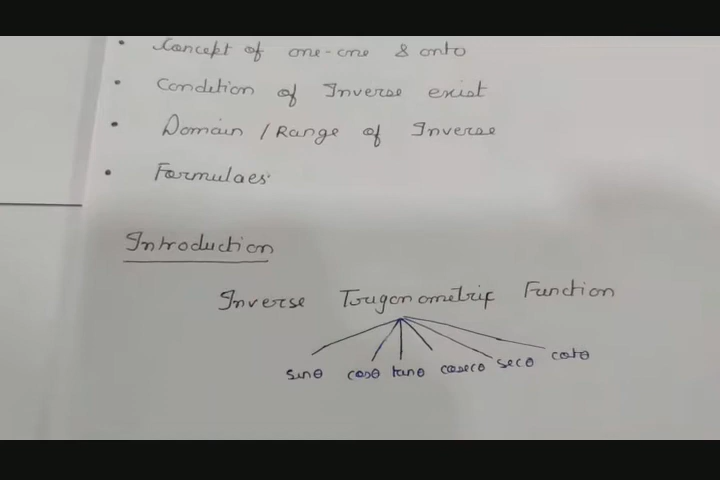 • Concept of one-one & onto
• Condition of Inverse exist
• Domain / Range of Inverse
• Formulaes.
Introduction
Inverse Trigonometric Function
sinθ cosθ tanθ cosecθ secθ cotθ